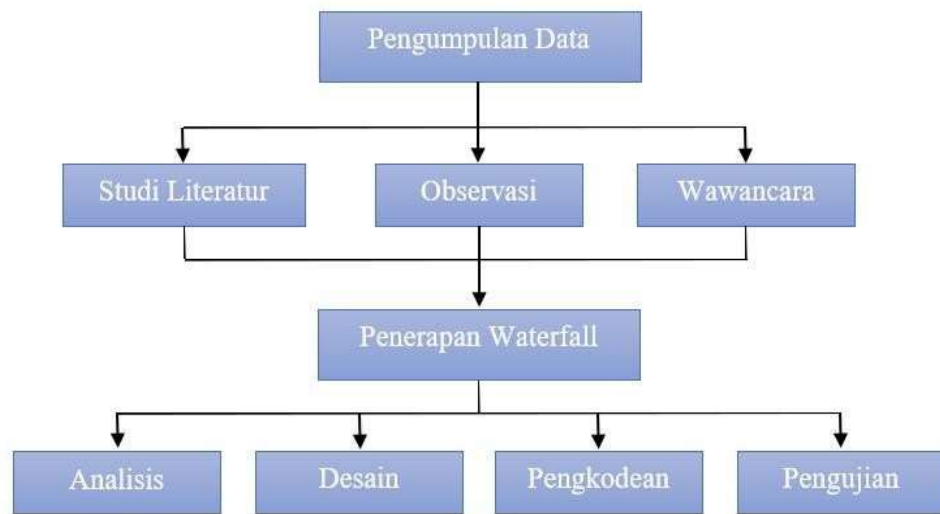 Pengumpulan Data
Studi Literatur
Observasi
Wawancara
Penerapan Waterfall
Analisis
Desain
Pengkodean
Pengujian